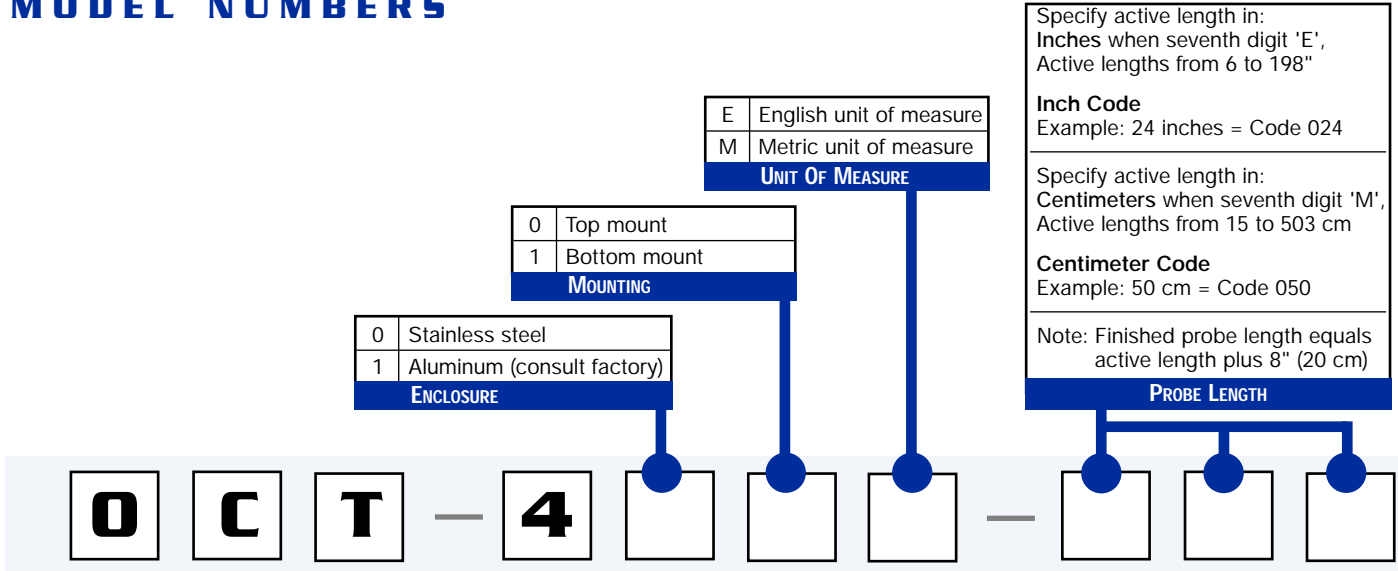 MODEL NUMBERS
Specify active length in:
Inches when seventh digit 'E',
Active lengths from 6 to 198"
Inch Code
Example: 24 inches = Code 024
Specify active length in:
Centimeters when seventh digit 'M',
Active lengths from 15 to 503 cm
Centimeter Code
Example: 50 cm = Code 050
Note: Finished probe length equals
active length plus 8" (20 cm)
PROBE LENGTH
E English unit of measure
M Metric unit of measure
UNIT OF MEASURE
0 Top mount
1 Bottom mount
MOUNTING
0 Stainless steel
1 Aluminum (consult factory)
ENCLOSURE
O C T — 4 —